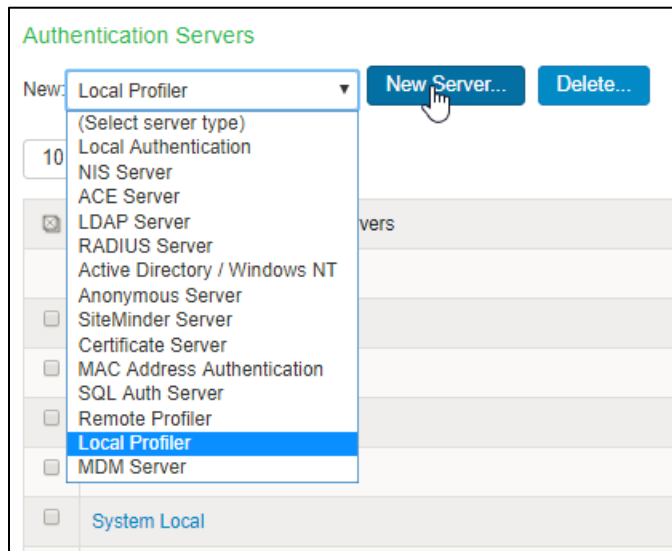 Authentication Servers
New: Local Profiler New Server... Delete...
(Select server type)
Local Authentication
10
NIS Server
ACE Server
LDAP Server
vers
RADIUS Server
Active Directory / Windows NT
Anonymous Server
SiteMinder Server
Certificate Server
MAC Address Authentication
SQL Auth Server
Remote Profiler
Local Profiler
MDM Server
System Local